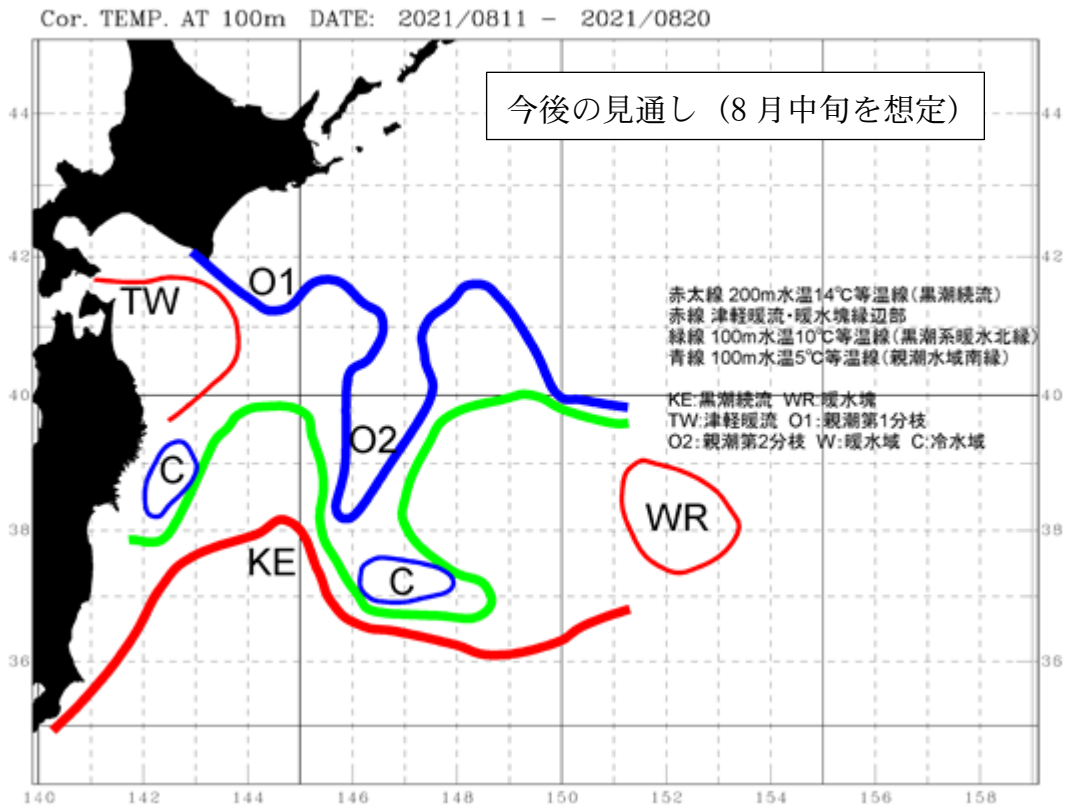 Cor. TEMP. AT 100m DATE: 2021/0811 – 2021/0820
今後の見通し（8 月中旬を想定）
44
44
42
42
O1
TW
赤太線 200m水温14℃等温線(黒潮続流)
赤線 津軽暖流・暖水塊縁辺部
緑線 100m水温10℃等温線(黒潮系暖水北縁)
青線 100m水温5℃等温線(親潮水域南縁)
40
40
KE:黒潮続流 WR:暖水塊
TW:津軽暖流 O1:親潮第1分枝
O2:親潮第2分枝 W:暖水域 C:冷水域
O2
C
WR
38
38
KE
C
36
36
140 142 144 146 148 150 152 154 156 158